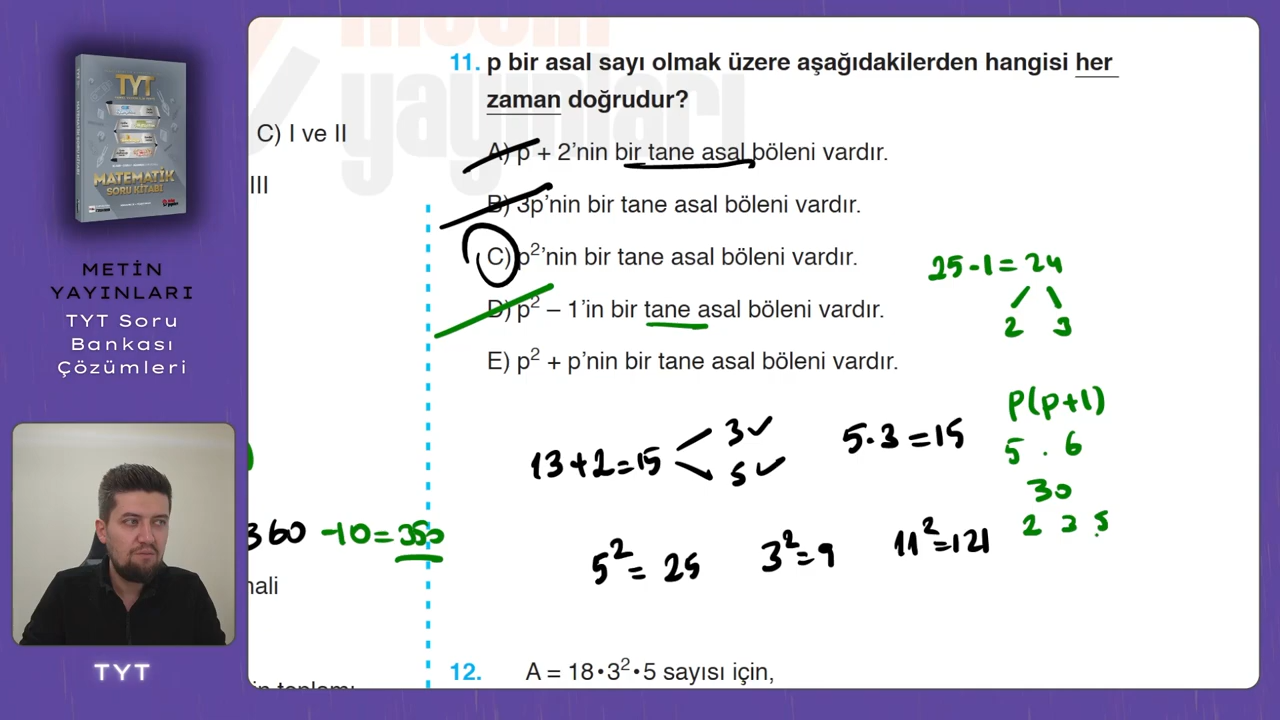 TYT
MATEMATİK
SORU KİTABI
METİN
YAYINLARI
TYT Soru
Bankası
Çözümleri
TYT
C) I ve II
III
360 - 10 = 350
yayınları
11. p bir asal sayı olmak üzere aşağıdakilerden hangisi her
zaman doğrudur?
A) p + 2'nin bir tane asal böleni vardır.
B) 3p'nin bir tane asal böleni vardır.
C) p²'nin bir tane asal böleni vardır.
D) p² – 1'in bir tane asal böleni vardır.
E) p² + p'nin bir tane asal böleni vardır.
25 - 1 = 24
2 3
13 + 2 = 15
3 ✓
5 ✓
5 · 3 = 15
p(p+1)
5 · 6
30
2 3 5
5² = 25
3² = 9
11² = 121
12. A = 18 • 3² • 5 sayısı için,